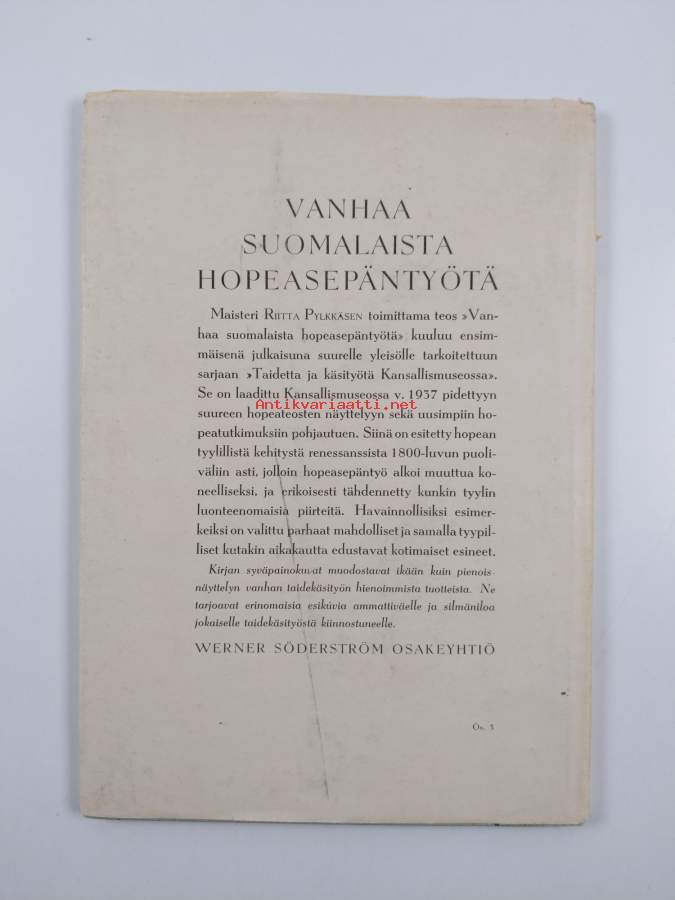 VANHAA
SUOMALAISTA
HOPEASEPÄNTYÖTÄ
Maisteri RIITTA PYLKKÄSEN toimittama teos »Van-
haa suomalaista hopeasepäntyötä» kuuluu ensim-
mäisenä julkaisuna suurelle yleisölle tarkoitettuun
sarjaan »Taidetta ja käsityötä Kansallismuseossa».
Se on laadittu Kansallismuseossa v. 1937 pidettyyn
Antikvariaatti.net
suureen hopeateosten näyttelyyn sekä uusimpiin ho-
peatutkimuksiin pohjautuen. Siinä on esitetty hopean
tyylillistä kehitystä renessanssista 1800-luvun puoli-
väliin asti, jolloin hopeasepäntyö alkoi muuttua ko-
neelliseksi, ja erikoisesti tähdennetty kunkin tyylin
luonteenomaisia piirteitä. Havainnollisiksi esimer-
keiksi on valittu parhaat mahdolliset ja samalla tyypil-
liset kutakin aikakautta edustavat kotimaiset esineet.
Kirjan syväpainokuvat muodostavat ikään kuin pienois-
näyttelyn vanhan taidekäsityön hienoimmista tuotteista. Ne
tarjoavat erinomaisia esikuvia ammattiväelle ja silmäniloa
jokaiselle taidekäsityöstä kiinnostuneelle.
WERNER SÖDERSTRÖM OSAKEYHTIÖ
Os. 5